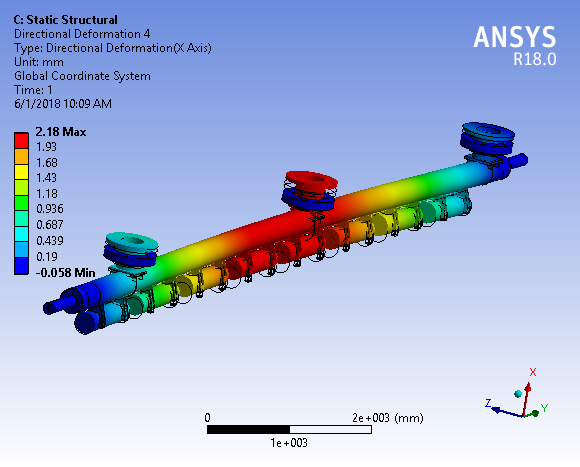 C: Static Structural
Directional Deformation 4
Type: Directional Deformation(X Axis)
Unit: mm
Global Coordinate System
Time: 1
6/1/2018 10:09 AM
ANSYS
R18.0
2.18 Max
1.93
1.68
1.43
1.18
0.936
0.687
0.439
0.19
-0.058 Min
X
Z
Y
0
2e+003 (mm)
1e+003